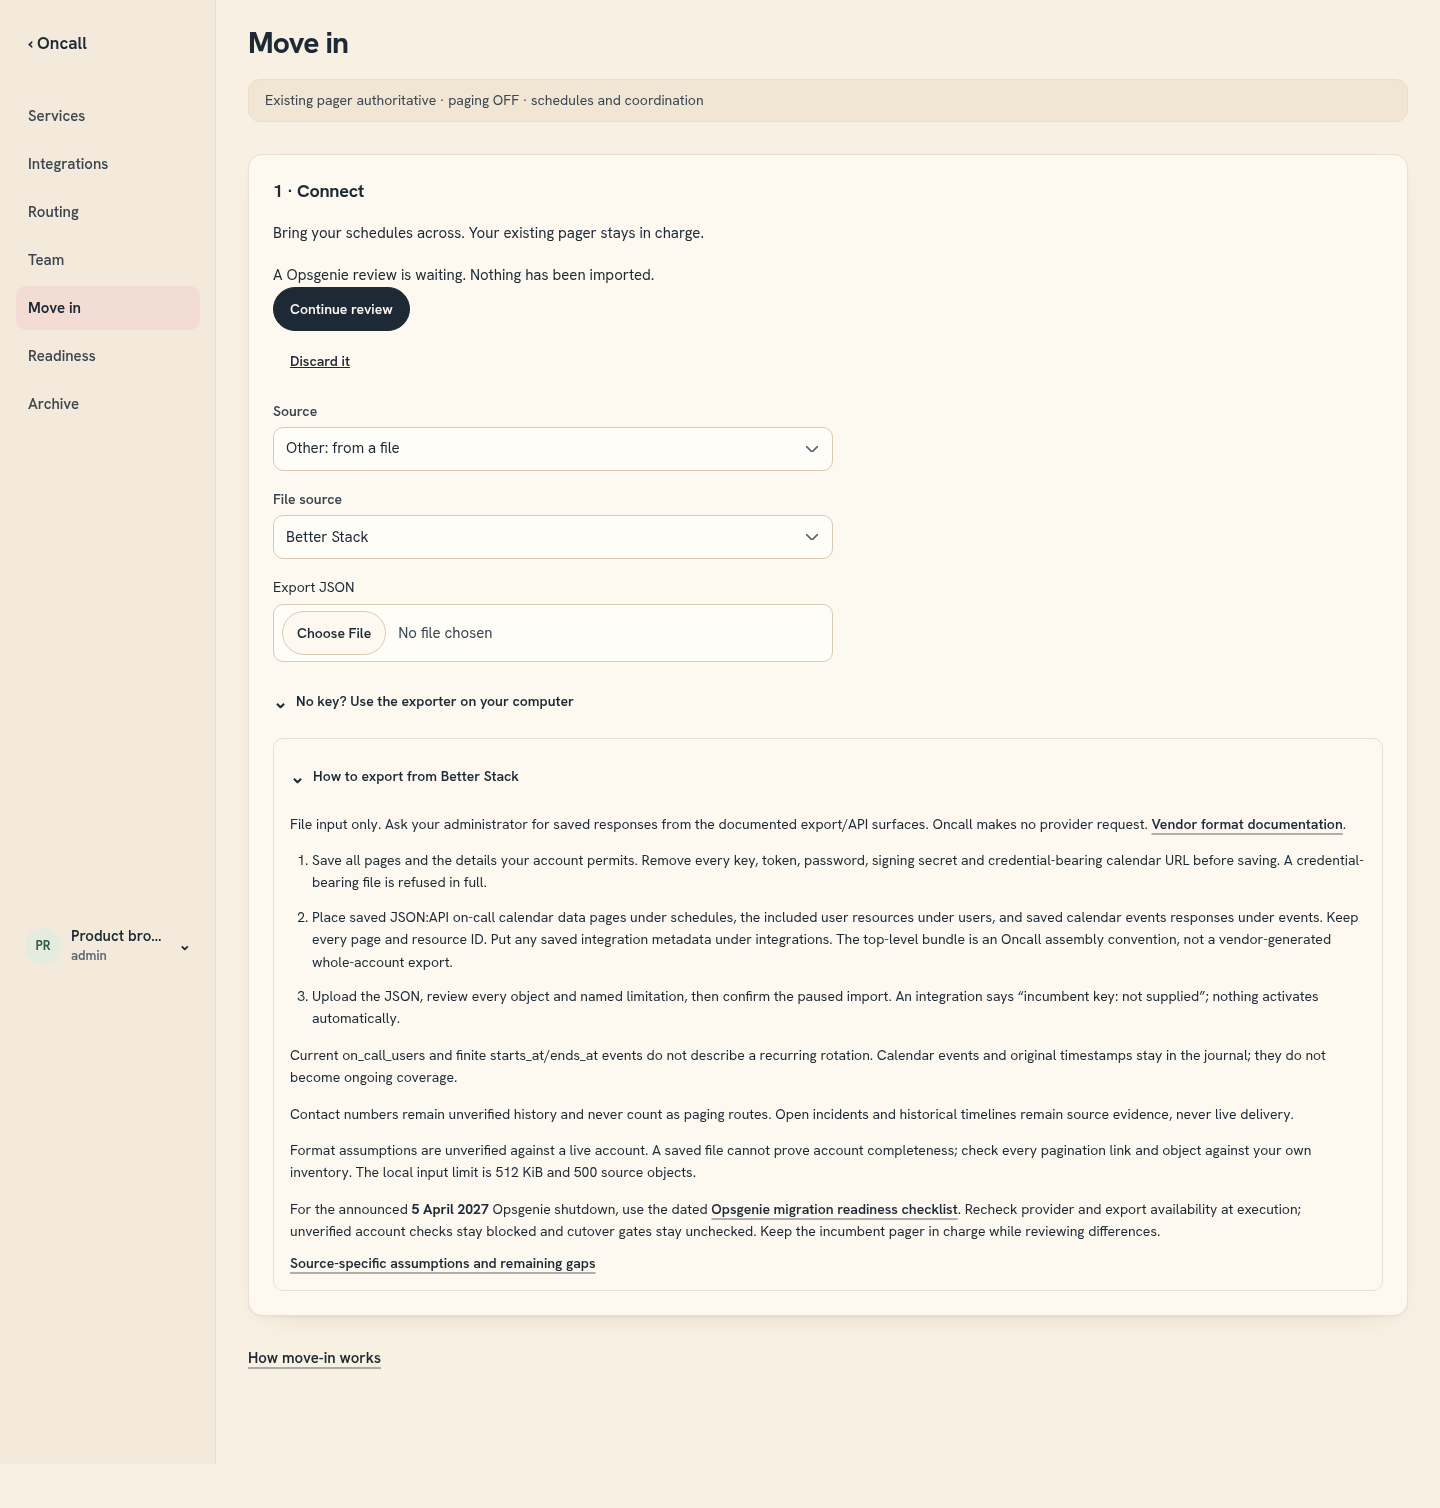 ‹ Oncall
Services
Integrations
Routing
Team
Move in
Readiness
Archive
PR
Product bro...
admin
Move in
Existing pager authoritative · paging OFF · schedules and coordination
1 · Connect
Bring your schedules across. Your existing pager stays in charge.
A Opsgenie review is waiting. Nothing has been imported.
Continue review
Discard it
Source
Other: from a file
File source
Better Stack
Export JSON
Choose File No file chosen
No key? Use the exporter on your computer
How to export from Better Stack
File input only. Ask your administrator for saved responses from the documented export/API surfaces. Oncall makes no provider request. Vendor format documentation.
1. Save all pages and the details your account permits. Remove every key, token, password, signing secret and credential-bearing calendar URL before saving. A credential-
bearing file is refused in full.
2. Place saved JSON:API on-call calendar data pages under schedules, the included user resources under users, and saved calendar events responses under events. Keep
every page and resource ID. Put any saved integration metadata under integrations. The top-level bundle is an Oncall assembly convention, not a vendor-generated
whole-account export.
3. Upload the JSON, review every object and named limitation, then confirm the paused import. An integration says “incumbent key: not supplied”; nothing activates
automatically.
Current on_call_users and finite starts_at/ends_at events do not describe a recurring rotation. Calendar events and original timestamps stay in the journal; they do not
become ongoing coverage.
Contact numbers remain unverified history and never count as paging routes. Open incidents and historical timelines remain source evidence, never live delivery.
Format assumptions are unverified against a live account. A saved file cannot prove account completeness; check every pagination link and object against your own
inventory. The local input limit is 512 KiB and 500 source objects.
For the announced 5 April 2027 Opsgenie shutdown, use the dated Opsgenie migration readiness checklist. Recheck provider and export availability at execution;
unverified account checks stay blocked and cutover gates stay unchecked. Keep the incumbent pager in charge while reviewing differences.
Source-specific assumptions and remaining gaps
How move-in works